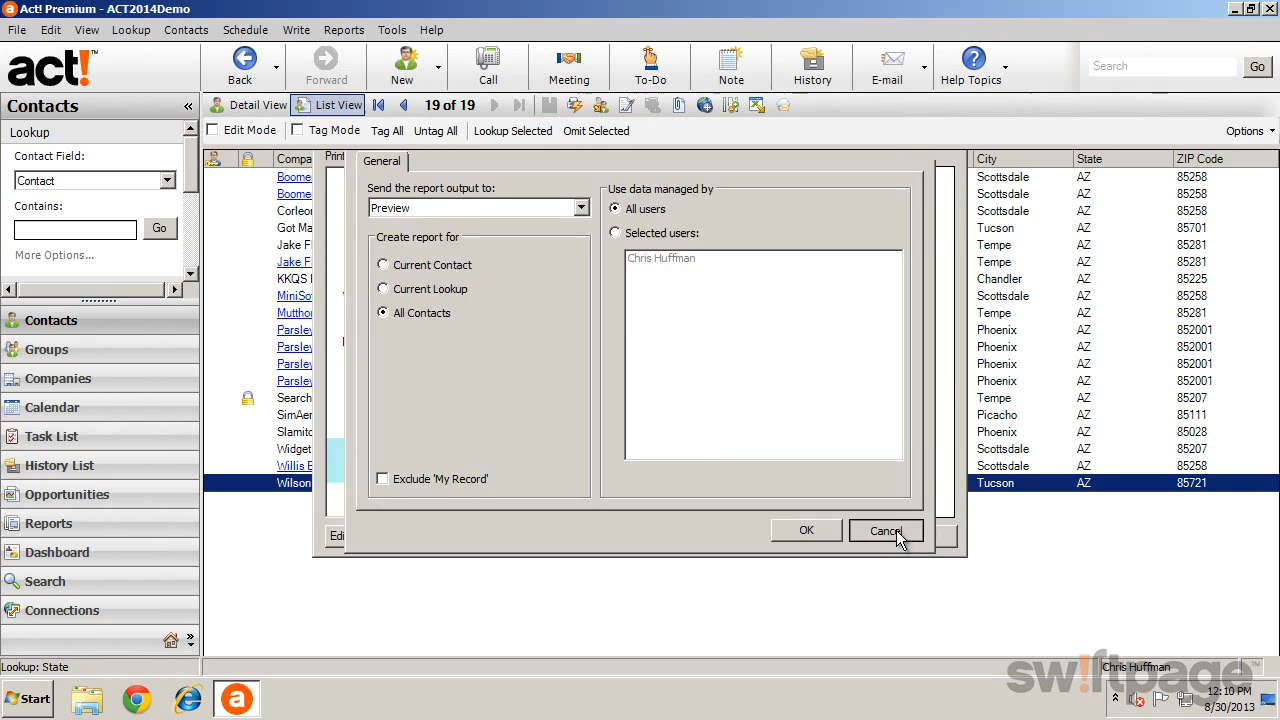 Act! Premium - ACT2014Demo
File Edit View Lookup Contacts Schedule Write Reports Tools Help
act!
Back Forward New Call Meeting To-Do Note History E-mail Help Topics Search Go
Contacts
Detail View List View 19 of 19
Lookup
Edit Mode Tag Mode Tag All Untag All Lookup Selected Omit Selected Options
Contact Field:
Contact
Contains:
Go
More Options...
Contacts
Groups
Companies
Calendar
Task List
History List
Opportunities
Reports
Dashboard
Search
Connections
Lookup: State
Compa
Boome
Boome
Corleor
Got Ma
Jake Fl
Jake Fl
KKQS
MiniSo
Muttho
Parsley
Parsley
Parsley
Parsley
Search
SimAer
Slamito
Widget
Willis E
Wilson
Print
Edi
General
Send the report output to:
Preview
Create report for
Current Contact
Current Lookup
All Contacts
Exclude 'My Record'
Use data managed by
All users
Selected users:
Chris Huffman
OK Cancel
City State ZIP Code
Scottsdale AZ 85258
Scottsdale AZ 85258
Scottsdale AZ 85258
Tucson AZ 85701
Tempe AZ 85281
Tempe AZ 85281
Chandler AZ 85225
Scottsdale AZ 85258
Tempe AZ 85281
Phoenix AZ 852001
Phoenix AZ 852001
Phoenix AZ 852001
Phoenix AZ 852001
Tempe AZ 85207
Picacho AZ 85111
Phoenix AZ 85028
Scottsdale AZ 85207
Scottsdale AZ 85258
Tucson AZ 85721
Chris Huffman
sw!ftpage
Start
12:10 PM
8/30/2013